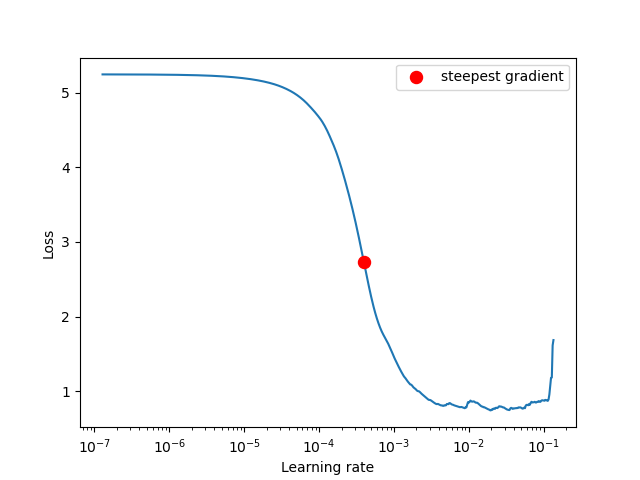 steepest gradient
5
4
3
2
1
Loss
10⁻⁷ 10⁻⁶ 10⁻⁵ 10⁻⁴ 10⁻³ 10⁻² 10⁻¹
Learning rate